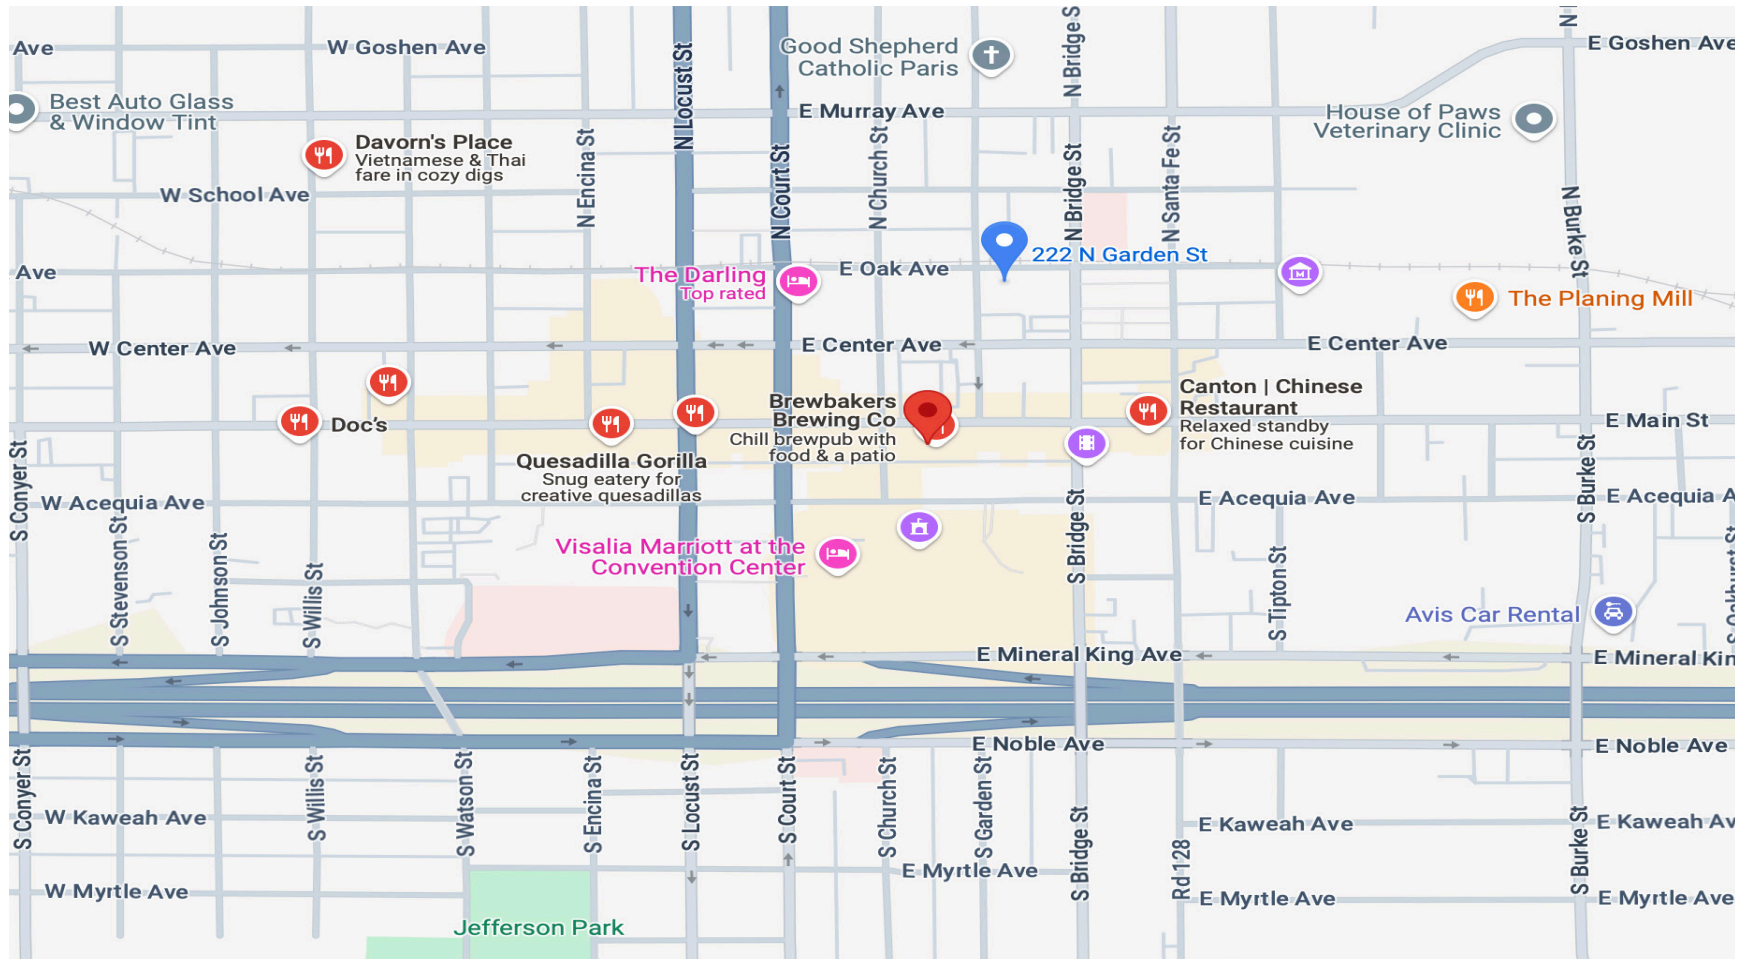 Ave
W Goshen Ave
N Locust St
Good Shepherd
Catholic Paris
N Bridge S
N
E Goshen Ave
Best Auto Glass
& Window Tint
E Murray Ave
House of Paws
Veterinary Clinic
Davorn's Place
Vietnamese & Thai
fare in cozy digs
N Encina St
N Court St
N Church St
N Bridge St
N Santa Fe St
W School Ave
N Burke St
222 N Garden St
Ave
The Darling
Top rated
E Oak Ave
The Planing Mill
W Center Ave
E Center Ave
E Center Ave
Doc's
Brewbakers
Brewing Co
Chill brewpub with
food & a patio
Canton | Chinese
Restaurant
Relaxed standby
for Chinese cuisine
E Main St
Quesadilla Gorilla
Snug eatery for
creative quesadillas
S Conyer St
W Acequia Ave
E Acequia Ave
S Burke St
E Acequia A
S Stevenson St
S Johnson St
S Willis St
Visalia Marriott at the
Convention Center
S Bridge St
S Tipton St
S Oakhurst St
Avis Car Rental
E Mineral King Ave
E Mineral Kin
E Noble Ave
E Noble Ave
S Conyer St
S Willis St
S Watson St
S Encina St
S Locust St
S Court St
S Church St
S Garden St
S Bridge St
Rd 128
S Burke St
W Kaweah Ave
E Kaweah Ave
E Kaweah Av
W Myrtle Ave
E Myrtle Ave
E Myrtle Ave
E Myrtle Ave
Jefferson Park